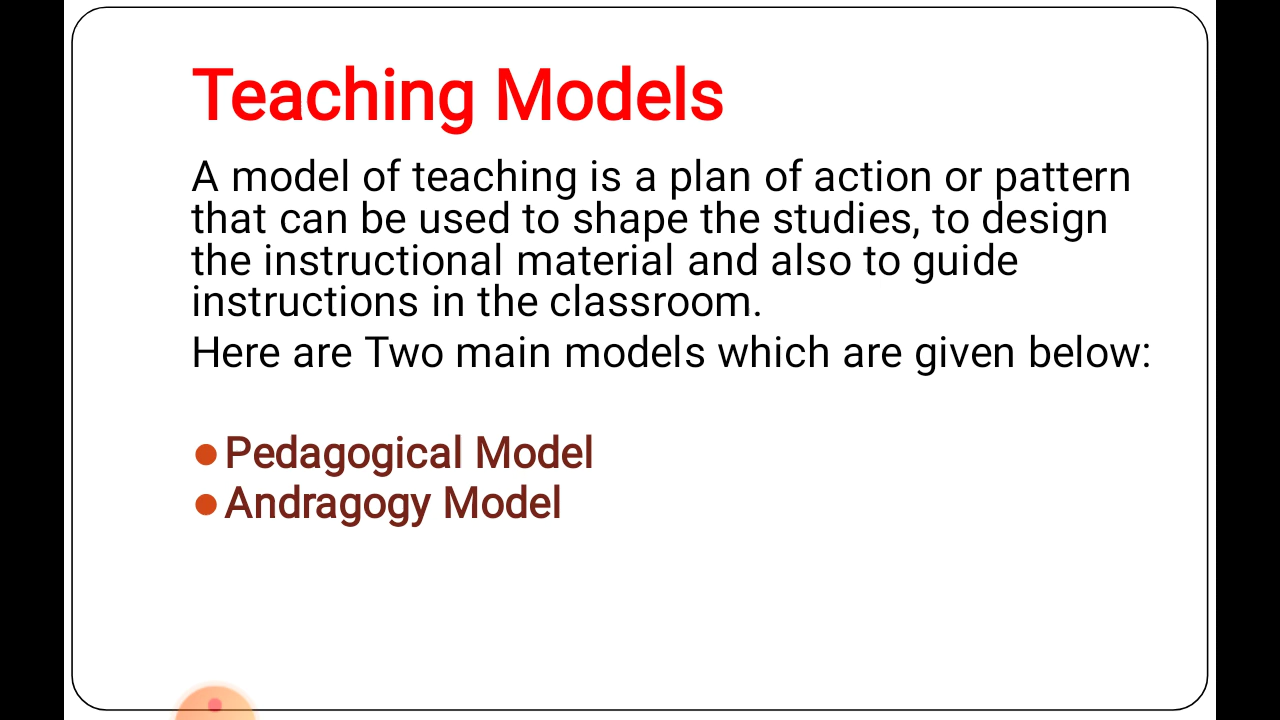 Teaching Models
A model of teaching is a plan of action or pattern
that can be used to shape the studies, to design
the instructional material and also to guide
instructions in the classroom.
Here are Two main models which are given below:
● Pedagogical Model
● Andragogy Model